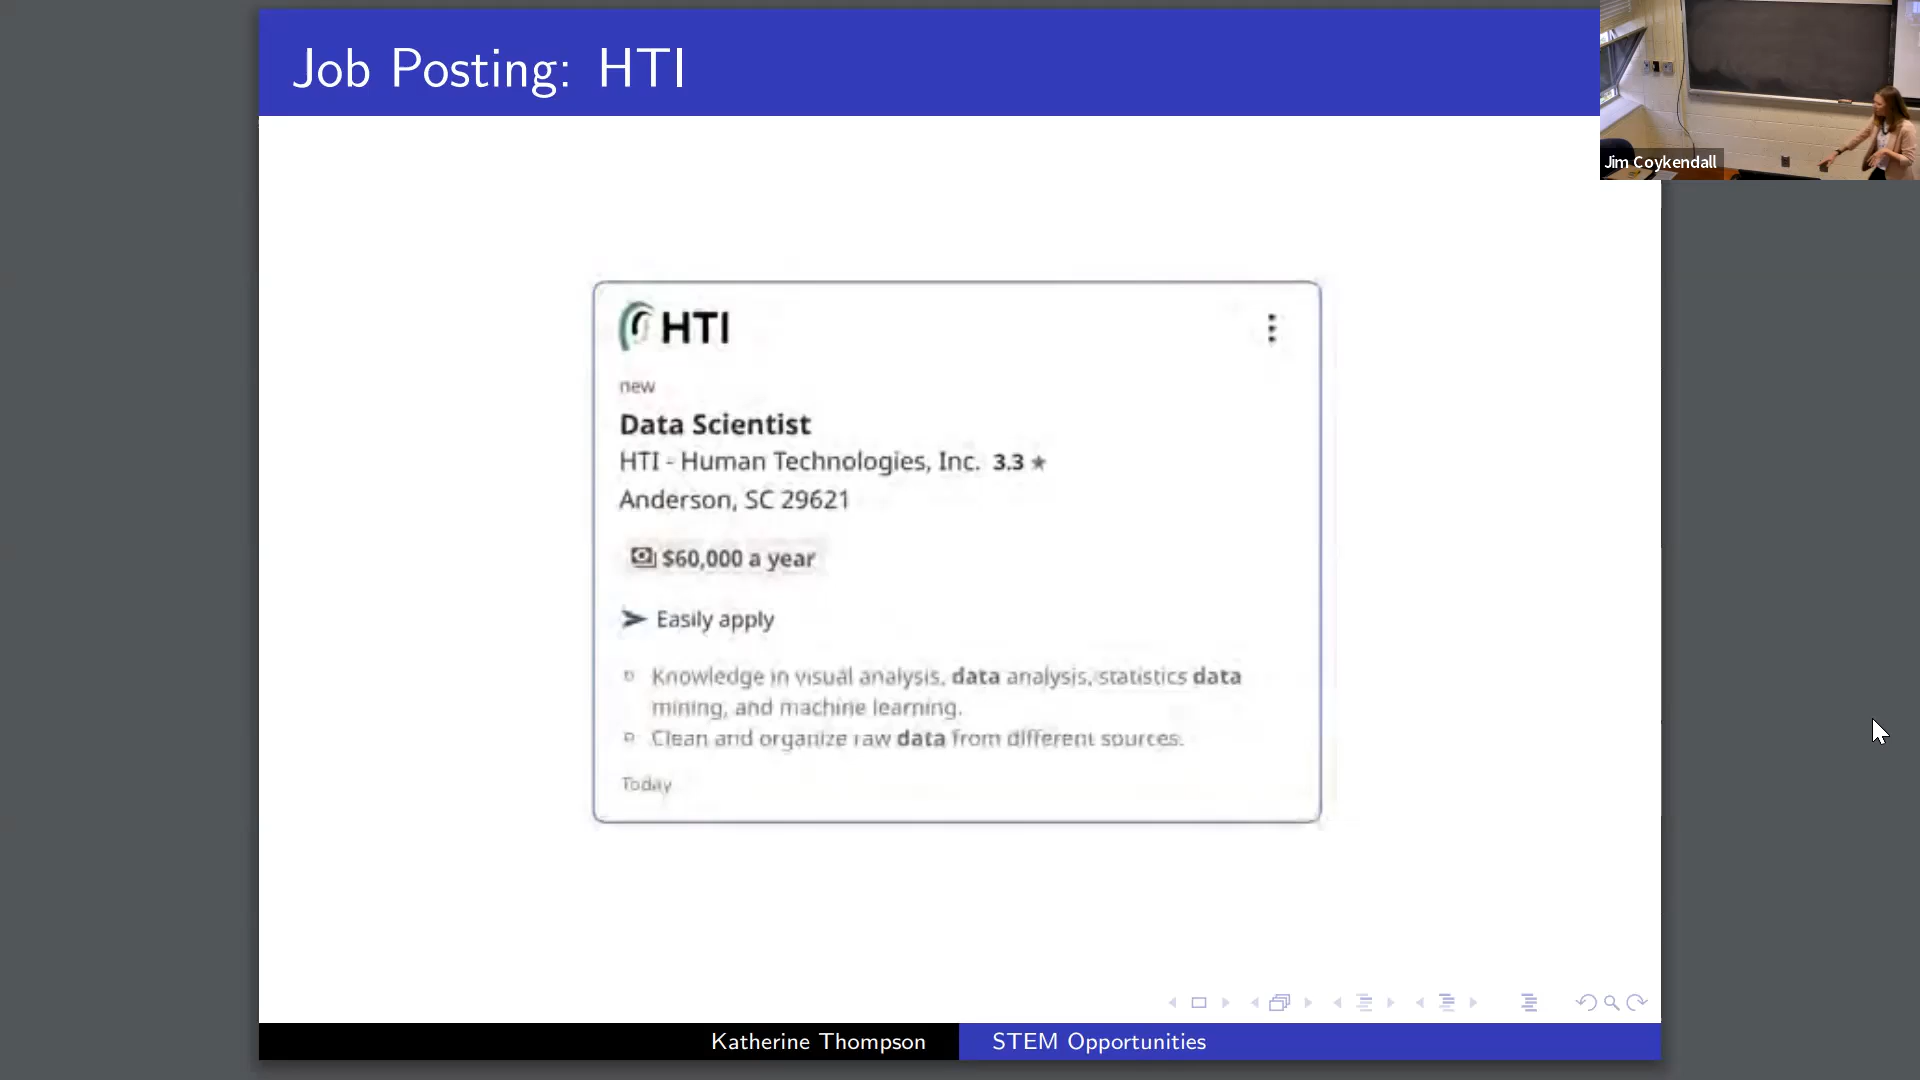 Job Posting: HTI
Jim Coykendall
HTI
new
Data Scientist
HTI - Human Technologies, Inc. 3.3 ★
Anderson, SC 29621
$60,000 a year
Easily apply
Knowledge in visual analysis, data analysis, statistics data
mining, and machine learning.
Clean and organize raw data from different sources.
Today
Katherine Thompson
STEM Opportunities